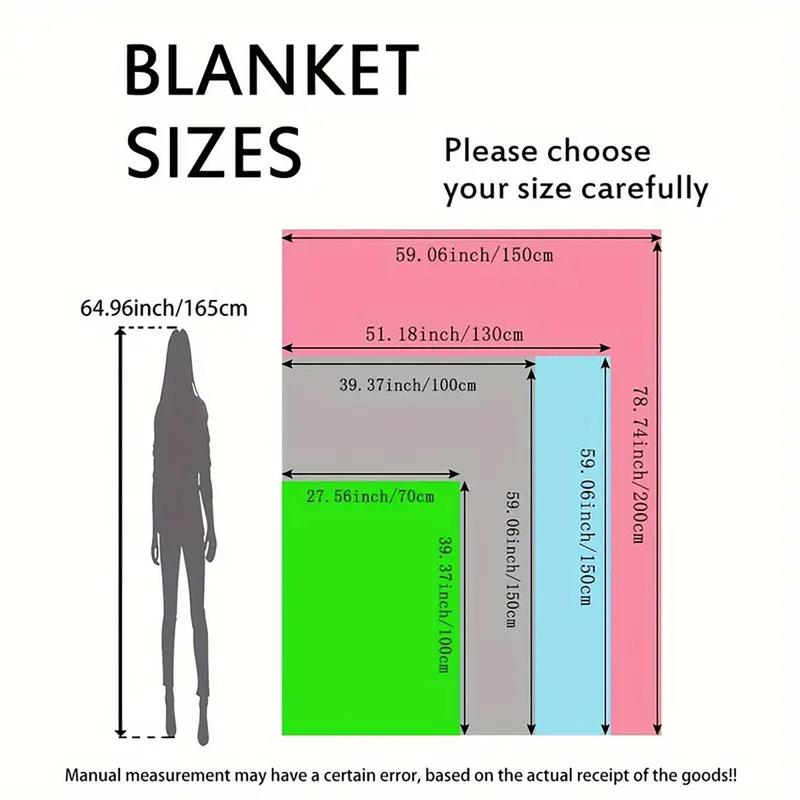 BLANKET
SIZES
Please choose
your size carefully
59.06inch/150cm
64.96inch/165cm
51.18inch/130cm
39.37inch/100cm
78.74inch/200cm
59.06inch/150cm
27.56inch/70cm
59.06inch/150cm
39.37inch/100cm
Manual measurement may have a certain error, based on the actual receipt of the goods!!